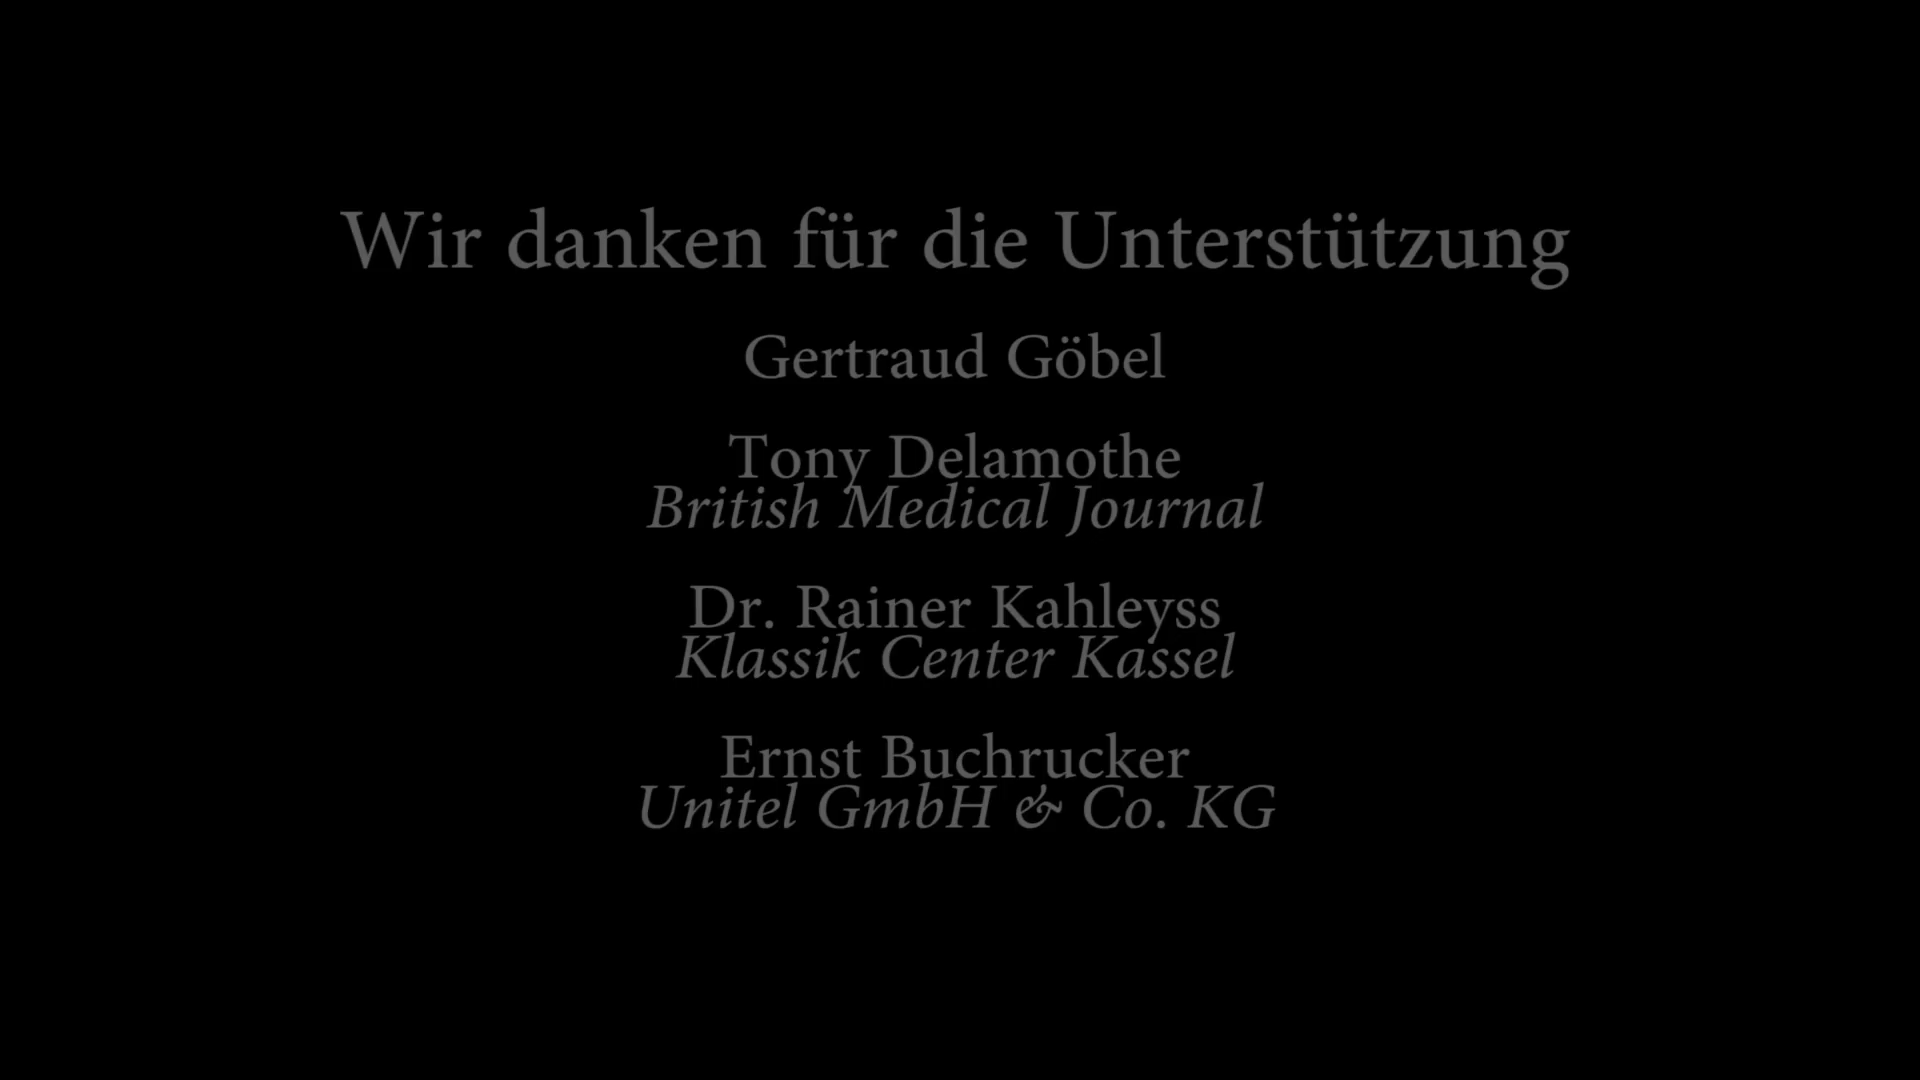 Wir danken für die Unterstützung
Gertraud Göbel
Tony Delamothe
British Medical Journal
Dr. Rainer Kahleyss
Klassik Center Kassel
Ernst Buchrucker
Unitel GmbH & Co. KG